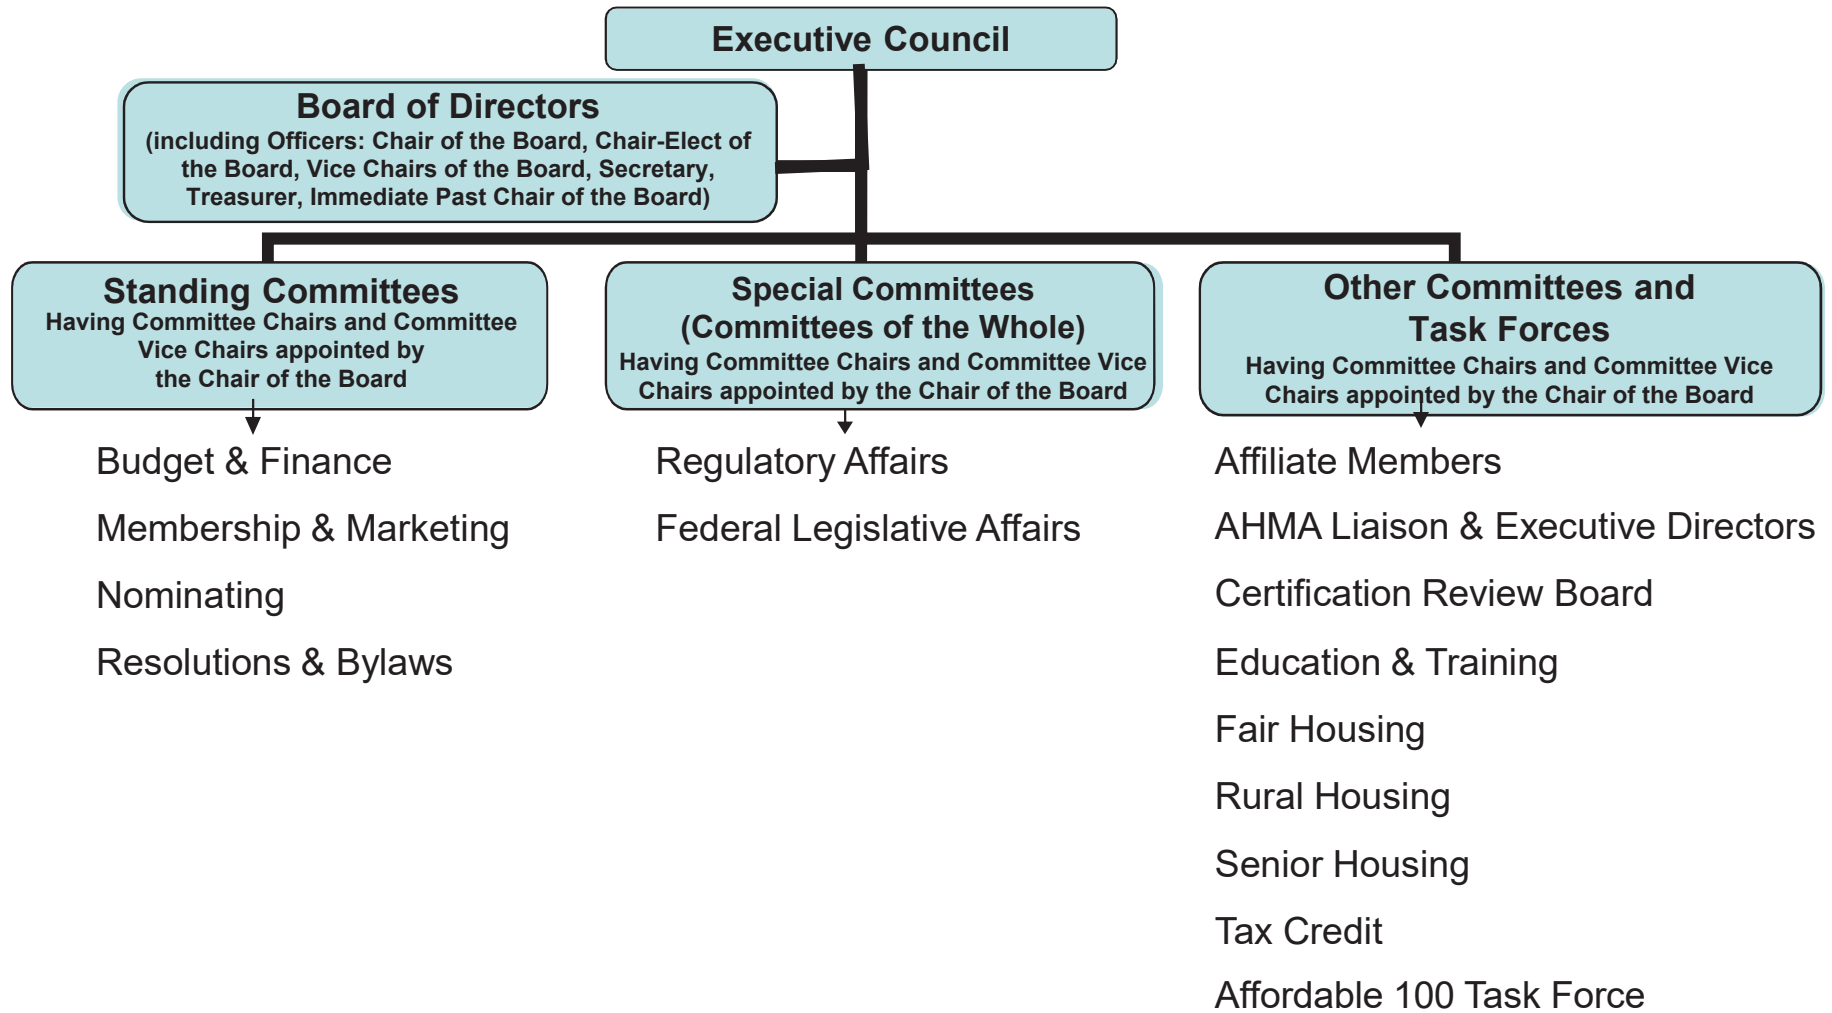 Executive Council
Board of Directors
(including Officers: Chair of the Board, Chair-Elect of
the Board, Vice Chairs of the Board, Secretary,
Treasurer, Immediate Past Chair of the Board)
Standing Committees
Having Committee Chairs and Committee
Vice Chairs appointed by
the Chair of the Board
Budget & Finance
Membership & Marketing
Nominating
Resolutions & Bylaws
Special Committees
(Committees of the Whole)
Having Committee Chairs and Committee Vice
Chairs appointed by the Chair of the Board
Regulatory Affairs
Federal Legislative Affairs
Other Committees and
Task Forces
Having Committee Chairs and Committee Vice
Chairs appointed by the Chair of the Board
Affiliate Members
AHMA Liaison & Executive Directors
Certification Review Board
Education & Training
Fair Housing
Rural Housing
Senior Housing
Tax Credit
Affordable 100 Task Force